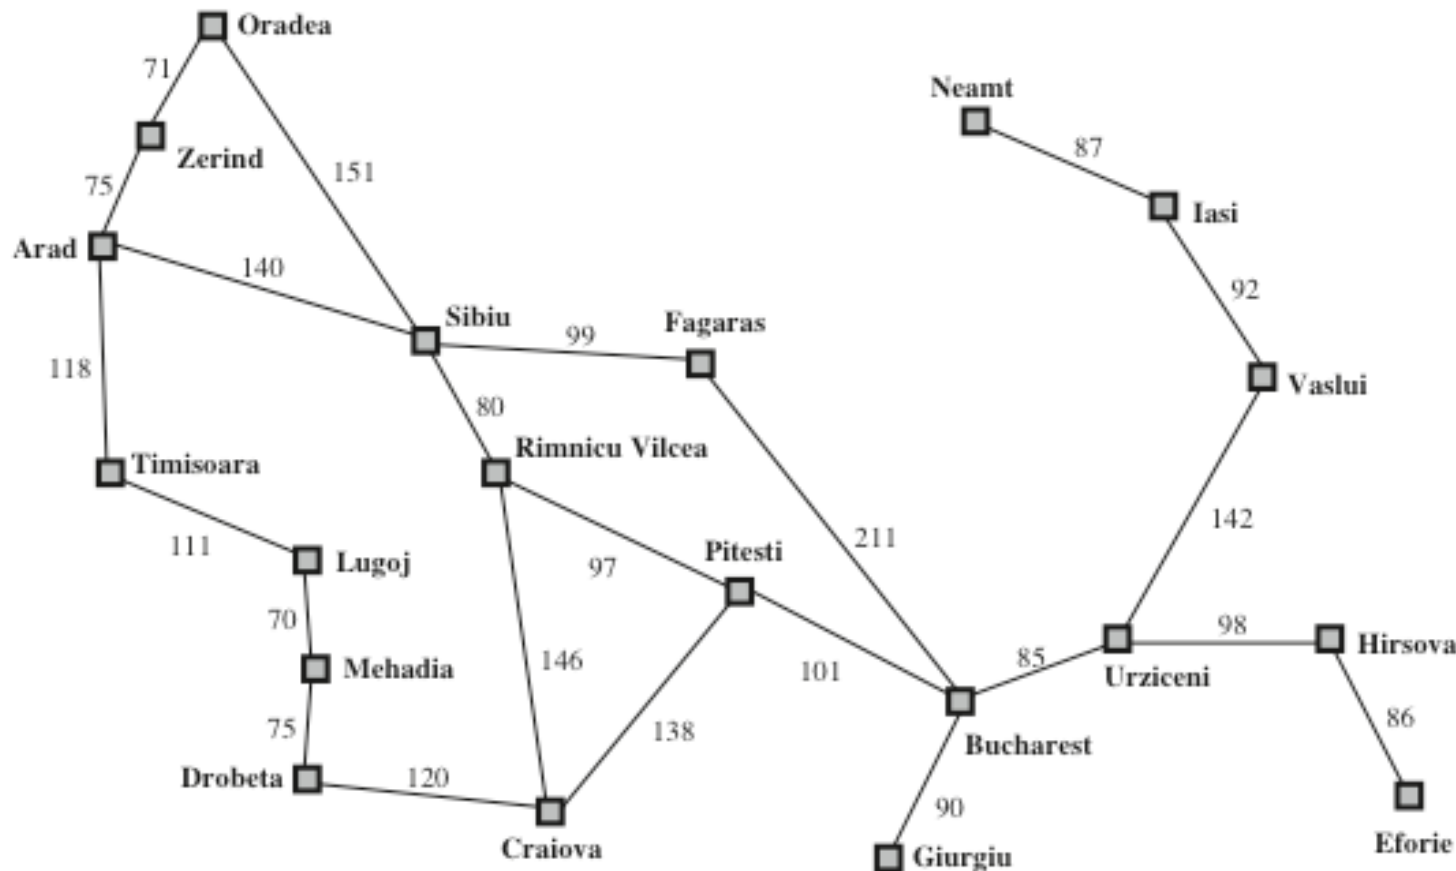 Oradea
71
Neamt
87
Zerind
151
75
Iasi
Arad
140
92
Sibiu
Fagaras
99
118
Vaslui
80
Rimnicu Vilcea
Timisoara
142
211
111
Pitesti
Lugoj
97
70
98
Hirsova
146
85
Mehadia
101
Urziceni
86
75
138
Bucharest
Drobeta
120
90
Craiova
Giurgiu
Eforie